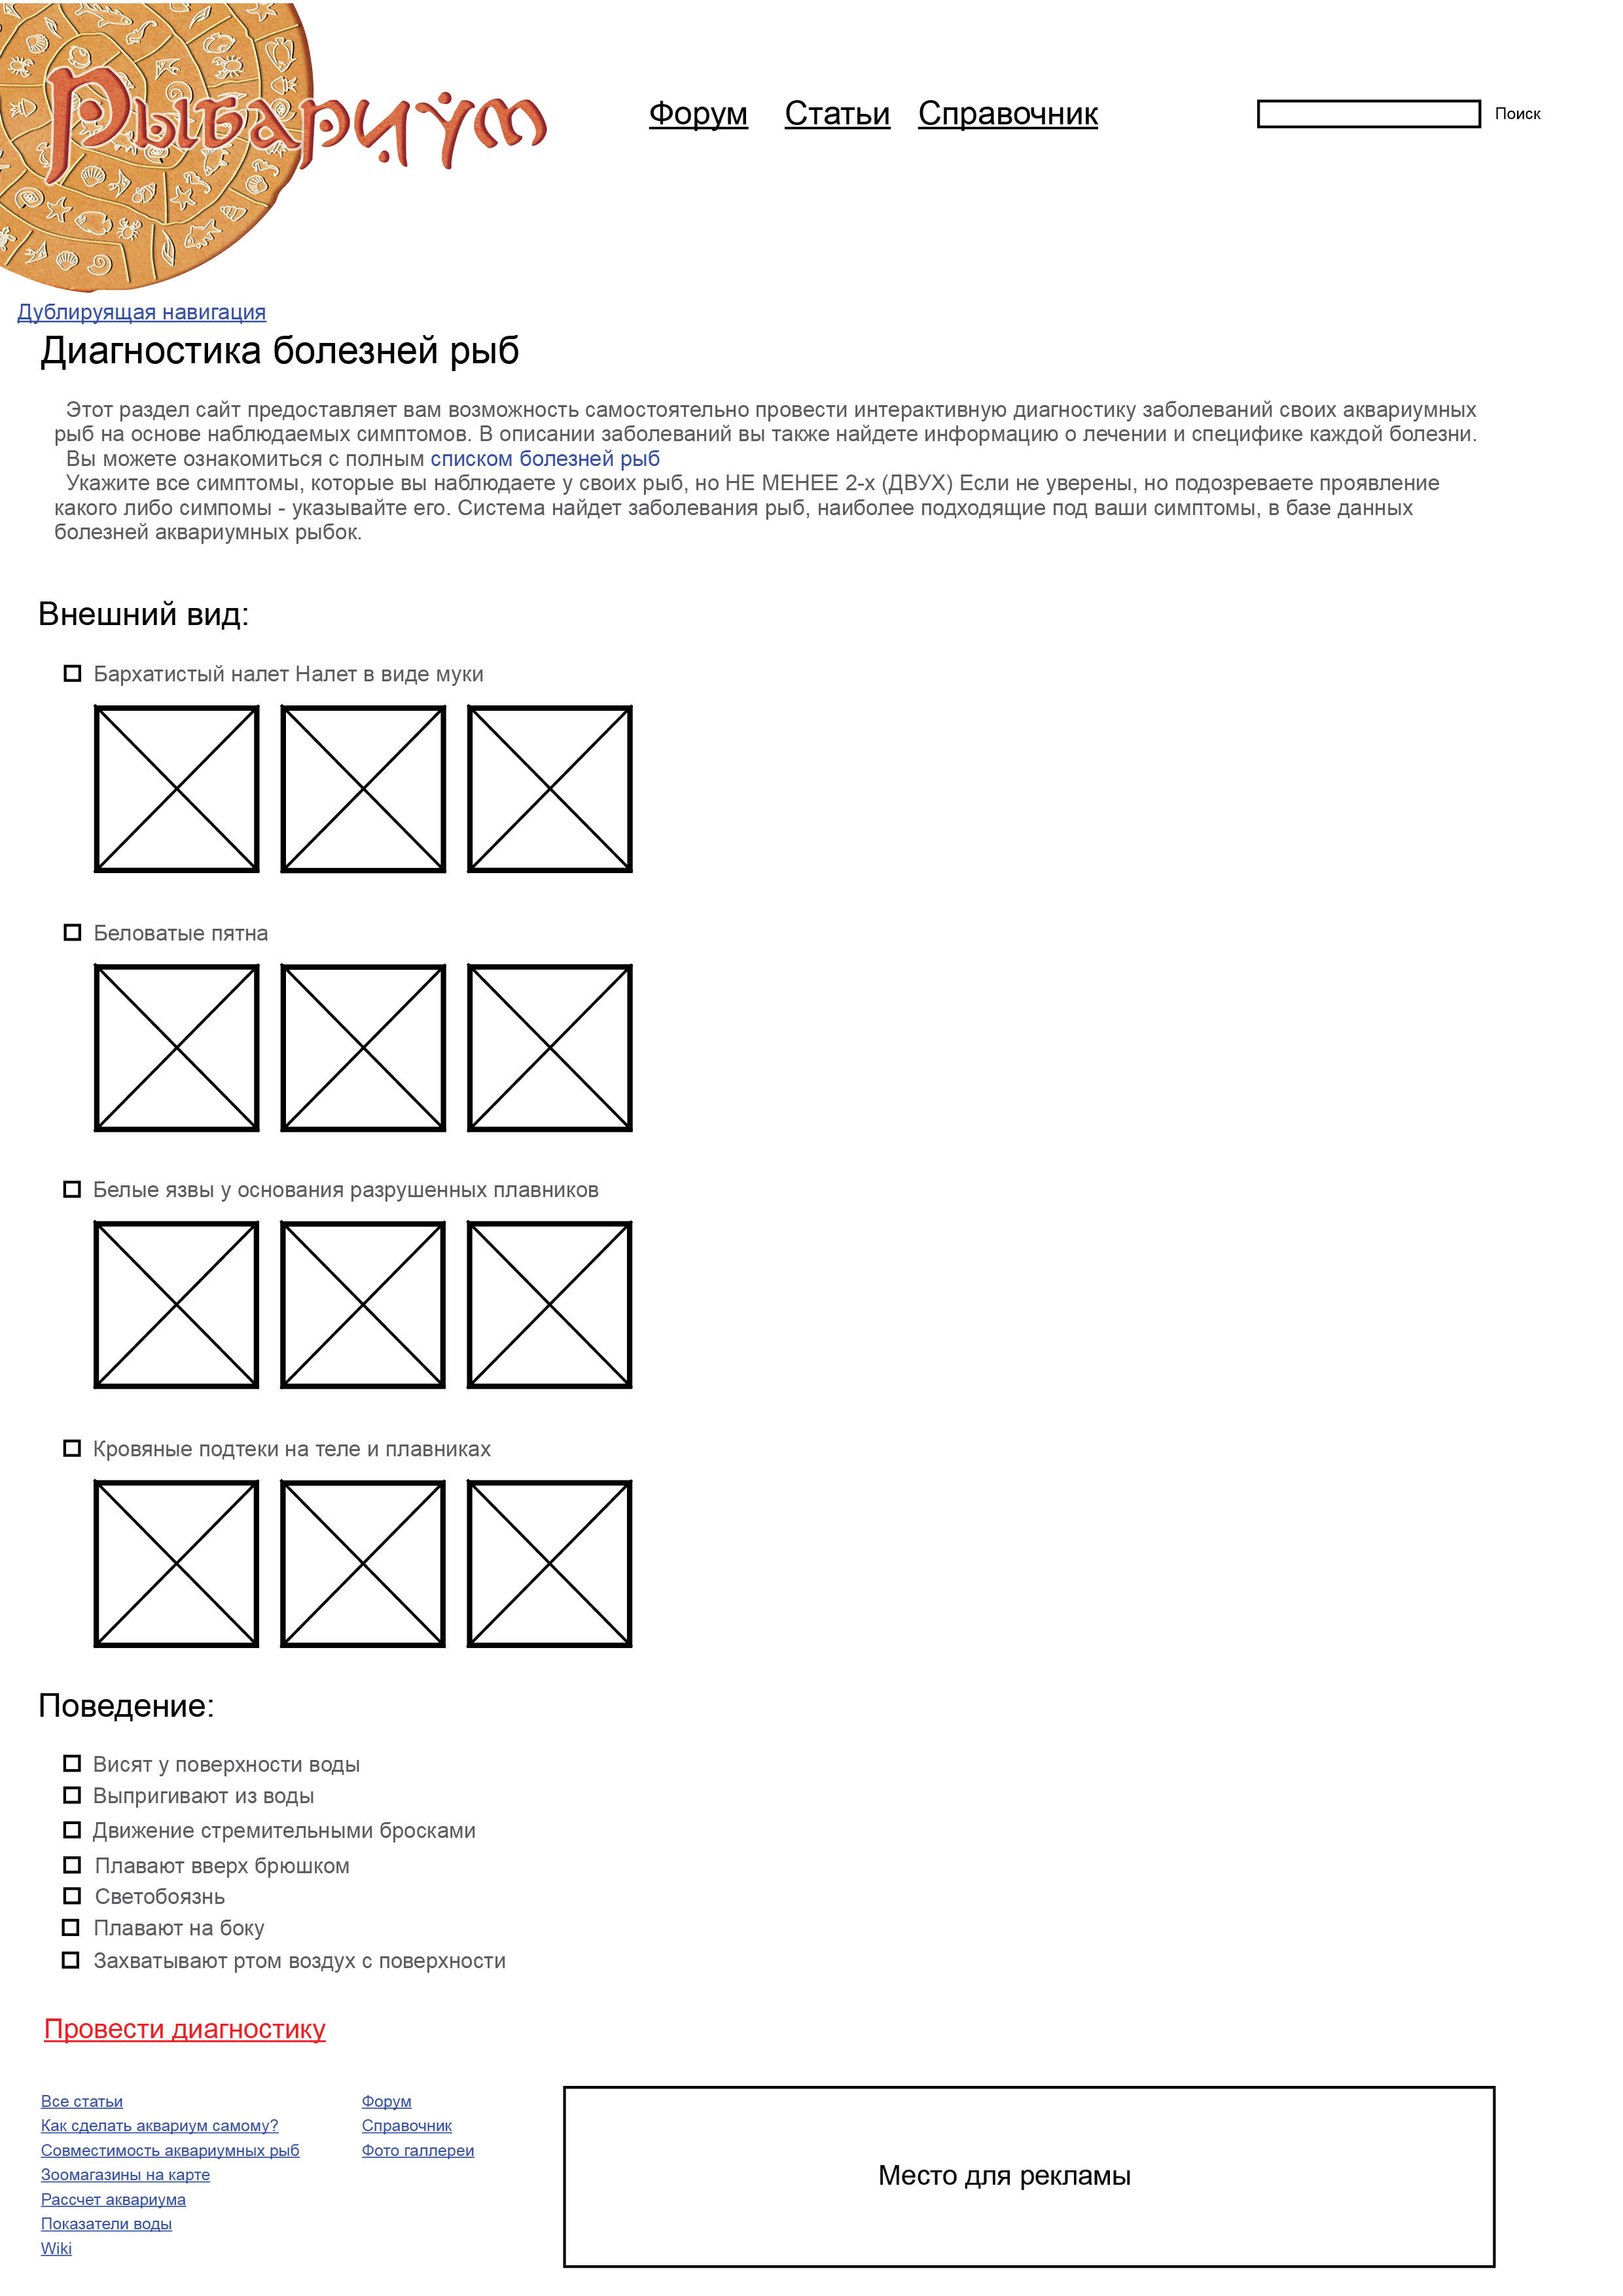 Рыбариум
Форум Статьи Справочник Поиск
Дублируящая навигация
Диагностика болезней рыб
Этот раздел сайт предоставляет вам возможность самостоятельно провести интерактивную диагностику заболеваний своих аквариумных
рыб на основе наблюдаемых симптомов. В описании заболеваний вы также найдете информацию о лечении и специфике каждой болезни.
Вы можете ознакомиться с полным списком болезней рыб
Укажите все симптомы, которые вы наблюдаете у своих рыб, но НЕ МЕНЕЕ 2-х (ДВУХ) Если не уверены, но подозреваете проявление
какого либо симпомы - указывайте его. Система найдет заболевания рыб, наиболее подходящие под ваши симптомы, в базе данных
болезней аквариумных рыбок.
Внешний вид:
Бархатистый налет Налет в виде муки
Беловатые пятна
Белые язвы у основания разрушенных плавников
Кровяные подтеки на теле и плавниках
Поведение:
Висят у поверхности воды
Выпригивают из воды
Движение стремительными бросками
Плавают вверх брюшком
Светобоязнь
Плавают на боку
Захватывают ртом воздух с поверхности
Провести диагностику
Все статьи
Как сделать аквариум самому?
Совместимость аквариумных рыб
Зоомагазины на карте
Рассчет аквариума
Показатели воды
Wiki
Форум
Справочник
Фото галлереи
Место для рекламы